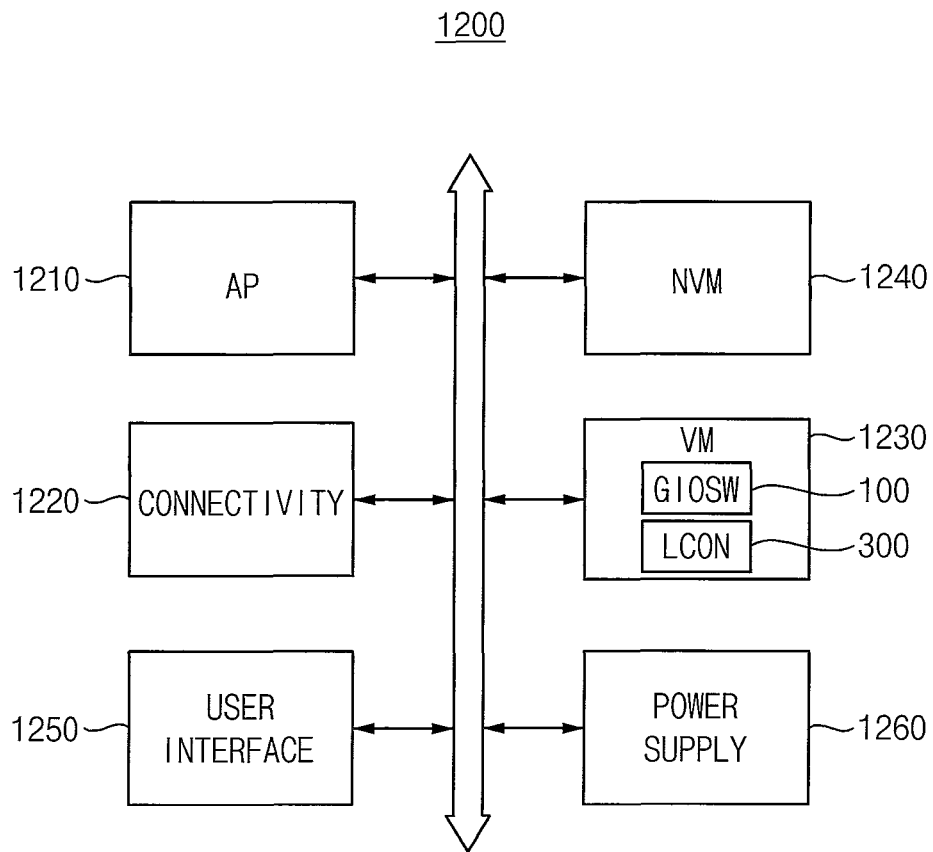 1200
1210
AP
NVM
1240
1220
CONNECTIVITY
VM
1230
GIOSW
100
LCON
300
1250
USER
INTERFACE
POWER
SUPPLY
1260